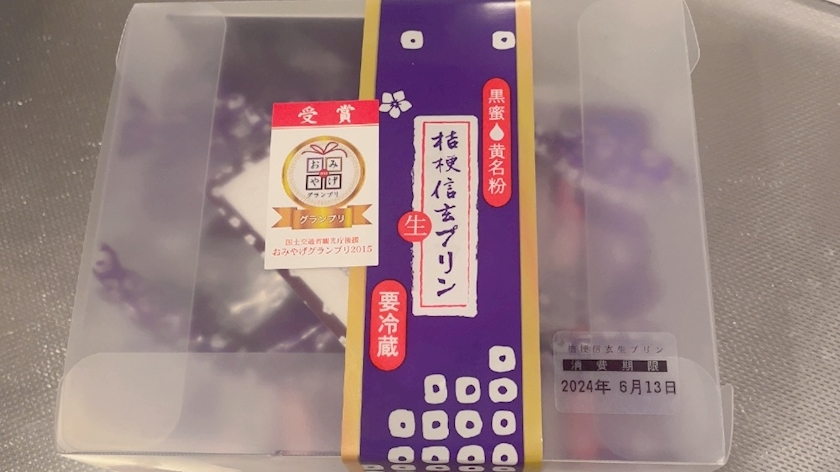 受賞
おみ
やげ
グランプリ
グランプリ
国土交通省観光庁後援
おみやげグランプリ2015
黒蜜
黄名粉
桔梗信玄プリン
生
要冷蔵
桔梗信玄生プリン
消費期限
2024年 6月13日